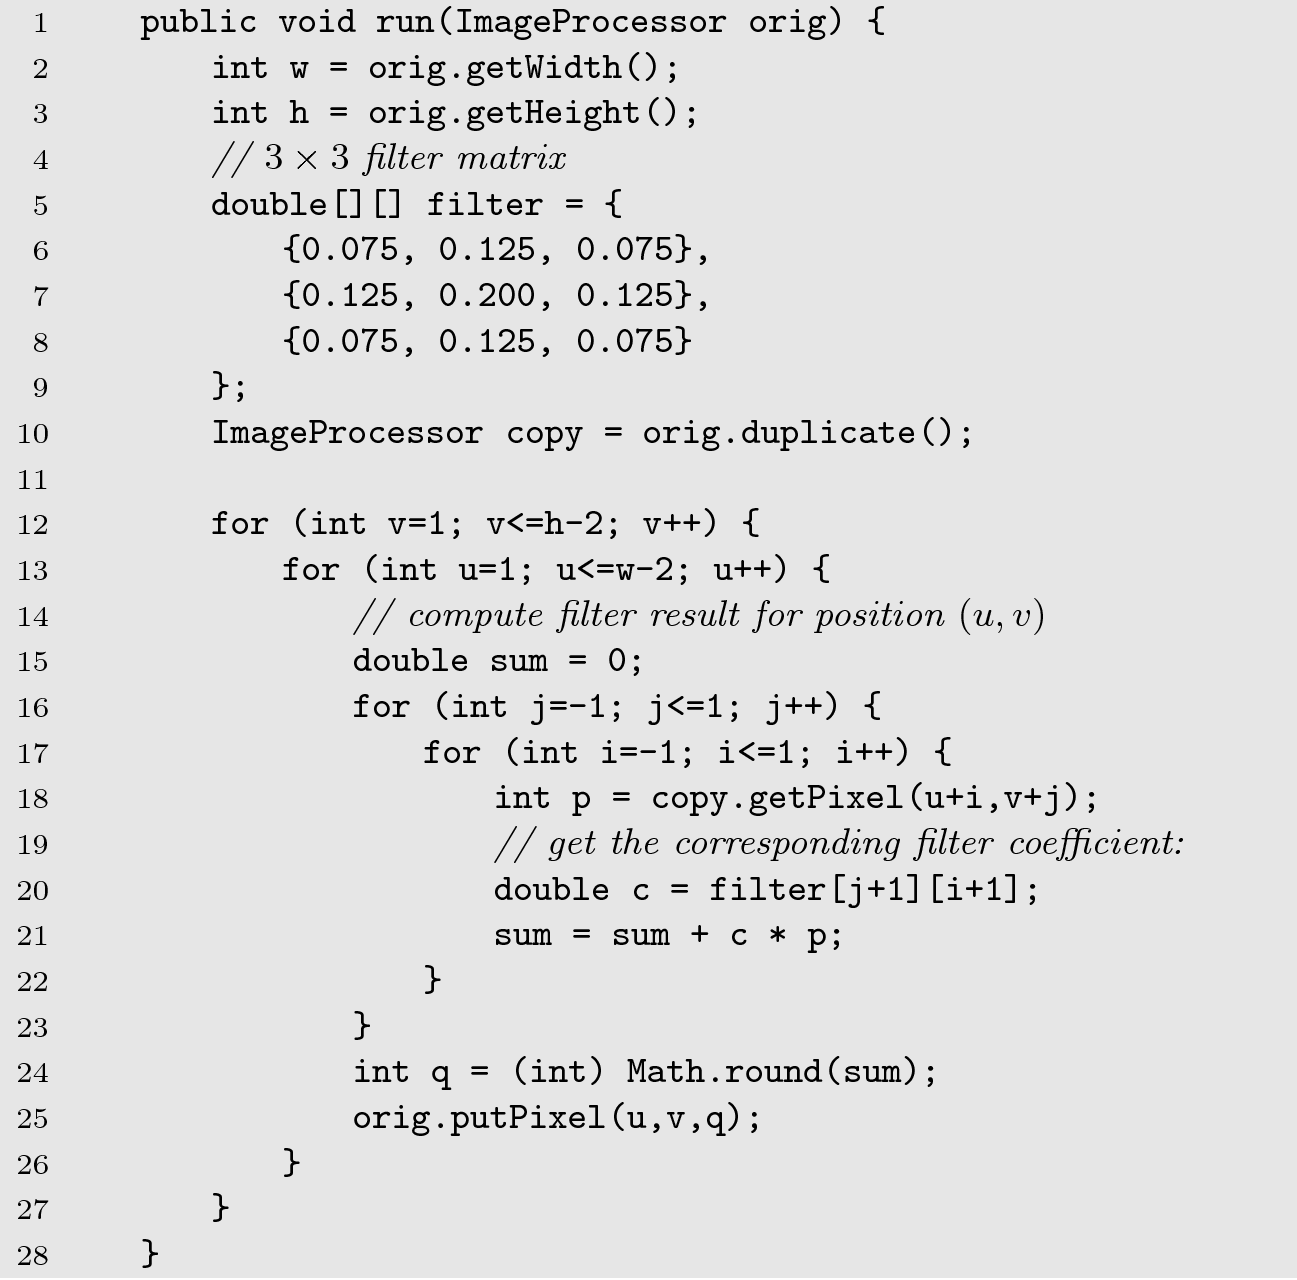 1 public void run(ImageProcessor orig) {
2 int w = orig.getWidth();
3 int h = orig.getHeight();
4 // 3 × 3 filter matrix
5 double[][] filter = {
6 {0.075, 0.125, 0.075},
7 {0.125, 0.200, 0.125},
8 {0.075, 0.125, 0.075}
9 };
10 ImageProcessor copy = orig.duplicate();
11
12 for (int v=1; v<=h-2; v++) {
13 for (int u=1; u<=w-2; u++) {
14 // compute filter result for position (u, v)
15 double sum = 0;
16 for (int j=-1; j<=1; j++) {
17 for (int i=-1; i<=1; i++) {
18 int p = copy.getPixel(u+i,v+j);
19 // get the corresponding filter coefficient:
20 double c = filter[j+1][i+1];
21 sum = sum + c * p;
22 }
23 }
24 int q = (int) Math.round(sum);
25 orig.putPixel(u,v,q);
26 }
27 }
28 }